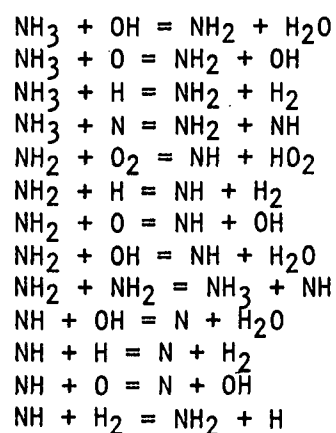 NH₃ + OH = NH₂ + H₂O
NH₃ + O = NH₂ + OH
NH₃ + H = NH₂ + H₂
NH₃ + N = NH₂ + NH
NH₂ + O₂ = NH + HO₂
NH₂ + H = NH + H₂
NH₂ + O = NH + OH
NH₂ + OH = NH + H₂O
NH₂ + NH₂ = NH₃ + NH
NH + OH = N + H₂O
NH + H = N + H₂
NH + O = N + OH
NH + H₂ = NH₂ + H